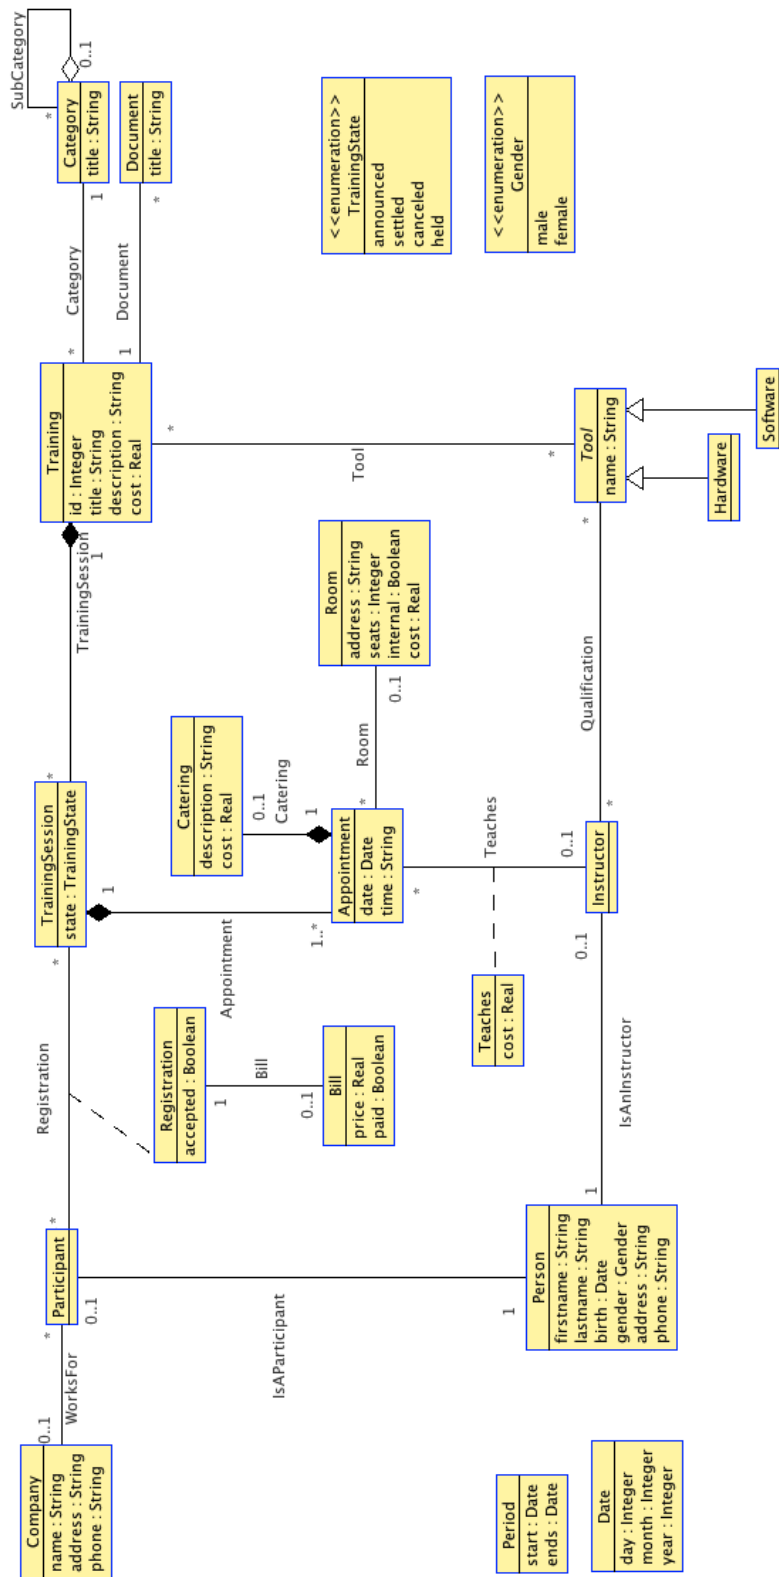 Company
name : String
address : String
phone : String
0..1
WorksFor
*
Participant
*
0..1
IsAParticipant
1
Person
firstname : String
lastname : String
birth : Date
gender : Gender
address : String
phone : String
1
IsAnInstructor
0..1
Registration
*
Registration
accepted : Boolean
1
Bill
0..1
Bill
price : Real
paid : Boolean
TrainingSession
state : TrainingState
1
Appointment
1..*
*
TrainingSession
1
Catering
description : String
cost : Real
0..1
Catering
1
Appointment
date : Date
time : String
*
Room
0..1
Room
address : String
seats : Integer
internal : Boolean
cost : Real
*
Teaches
0..1
Teaches
cost : Real
Instructor
*
Qualification
*
Training
id : Integer
title : String
description : String
cost : Real
*
Category
1
1
Document
*
*
Tool
*
Tool
name : String
Hardware
Software
Category
title : String
*
SubCategory
0..1
Document
title : String
<<enumeration>>
TrainingState
announced
settled
canceled
held
<<enumeration>>
Gender
male
female
Period
start : Date
ends : Date
Date
day : Integer
month : Integer
year : Integer